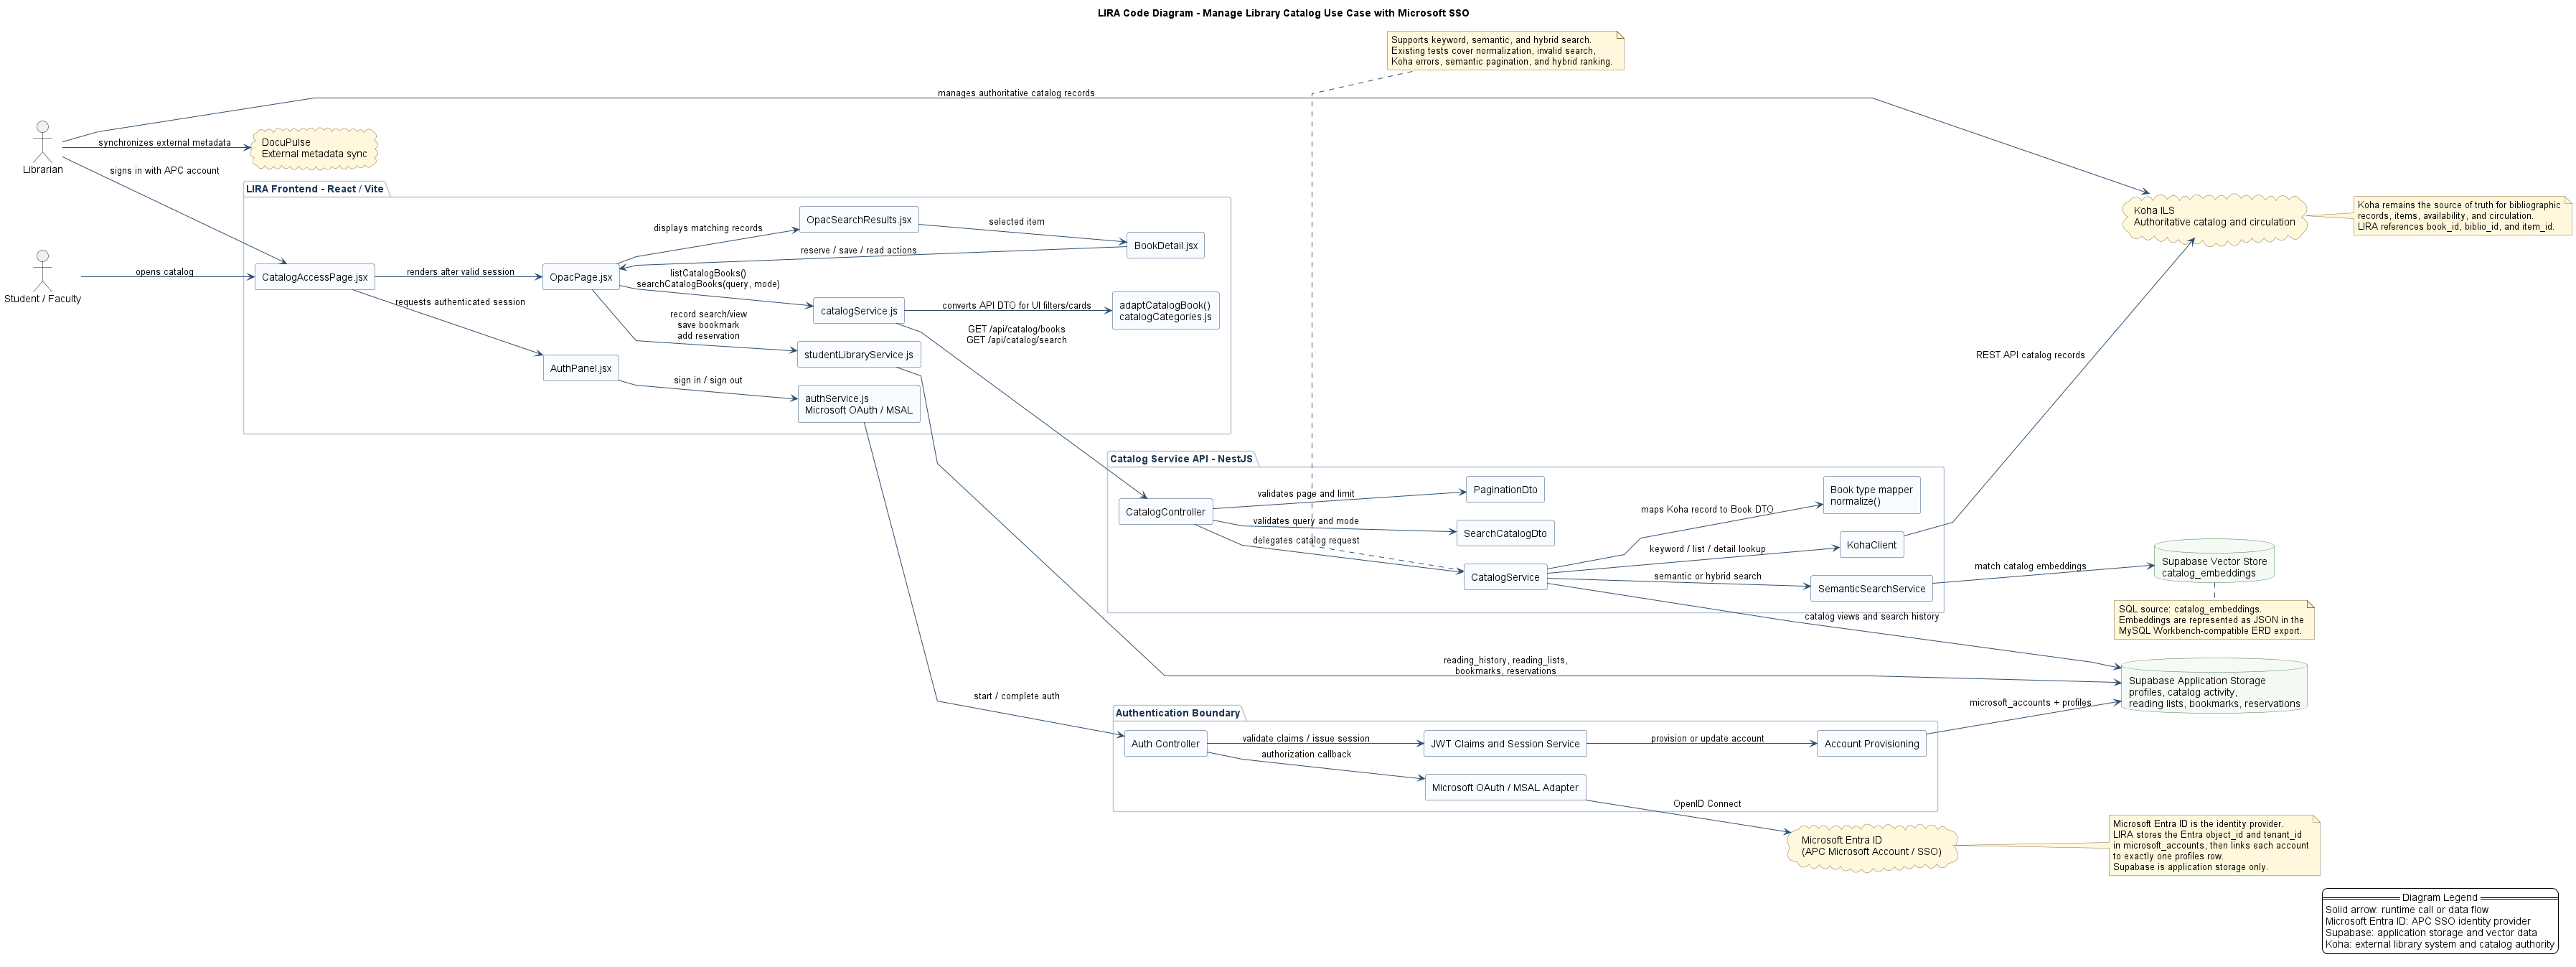 LIRA Code Diagram - Manage Library Catalog Use Case with Microsoft SSO
Supports keyword, semantic, and hybrid search.
Existing tests cover normalization, invalid search,
Koha errors, semantic pagination, and hybrid ranking.
manages authoritative catalog records
Librarian
synchronizes external metadata
DocuPulse
External metadata sync
signs in with APC account
Student / Faculty
opens catalog
LIRA Frontend - React / Vite
CatalogAccessPage.jsx
renders after valid session
requests authenticated session
OpacPage.jsx
displays matching records
OpacSearchResults.jsx
selected item
BookDetail.jsx
reserve / save / read actions
listCatalogBooks()
searchCatalogBooks(query, mode)
catalogService.js
converts API DTO for UI filters/cards
adaptCatalogBook()
catalogCategories.js
record search/view
save bookmark
add reservation
studentLibraryService.js
GET /api/catalog/books
GET /api/catalog/search
AuthPanel.jsx
sign in / sign out
authService.js
Microsoft OAuth / MSAL
Koha ILS
Authoritative catalog and circulation
Koha remains the source of truth for bibliographic
records, items, availability, and circulation.
LIRA references book_id, biblio_id, and item_id.
REST API catalog records
Catalog Service API - NestJS
CatalogController
validates page and limit
PaginationDto
validates query and mode
SearchCatalogDto
delegates catalog request
CatalogService
maps Koha record to Book DTO
Book type mapper
normalize()
keyword / list / detail lookup
KohaClient
semantic or hybrid search
SemanticSearchService
match catalog embeddings
Supabase Vector Store
catalog_embeddings
SQL source: catalog_embeddings.
Embeddings are represented as JSON in the
MySQL Workbench-compatible ERD export.
catalog views and search history
reading_history, reading_lists,
bookmarks, reservations
Supabase Application Storage
profiles, catalog activity,
reading lists, bookmarks, reservations
start / complete auth
Authentication Boundary
Auth Controller
validate claims / issue session
JWT Claims and Session Service
provision or update account
Account Provisioning
microsoft_accounts + profiles
authorization callback
Microsoft OAuth / MSAL Adapter
OpenID Connect
Microsoft Entra ID
(APC Microsoft Account / SSO)
Microsoft Entra ID is the identity provider.
LIRA stores the Entra object_id and tenant_id
in microsoft_accounts, then links each account
to exactly one profiles row.
Supabase is application storage only.
Diagram Legend
Solid arrow: runtime call or data flow
Microsoft Entra ID: APC SSO identity provider
Supabase: application storage and vector data
Koha: external library system and catalog authority